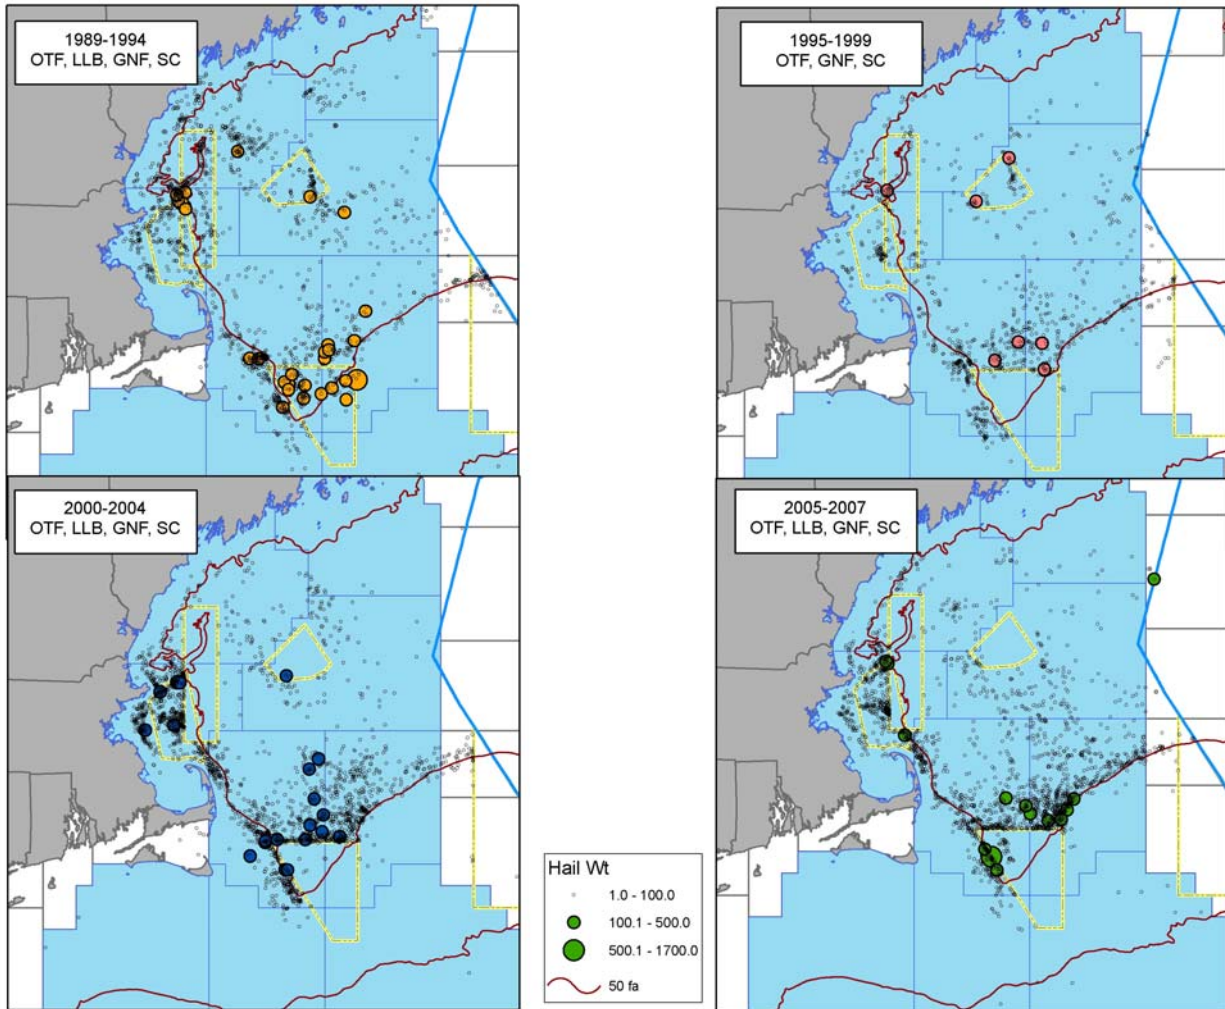 1989-1994
OTF, LLB, GNF, SC
1995-1999
OTF, GNF, SC
2000-2004
OTF, LLB, GNF, SC
2005-2007
OTF, LLB, GNF, SC
Hail Wt
1.0 - 100.0
100.1 - 500.0
500.1 - 1700.0
50 fa